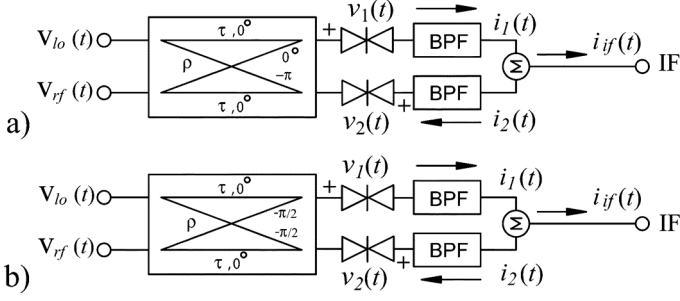 V_lo (t) τ ,0° + v_1(t) BPF i_1(t) i_if(t) IF
ρ 0° Σ
−π
V_rf (t) τ ,0° v_2(t) + BPF i_2(t)
a)
V_lo (t) τ,0° + v_1(t) BPF i_1(t) i_if(t) IF
ρ -π/2 Σ
-π/2
V_rf (t) τ,0° v_2(t) + BPF i_2(t)
b)